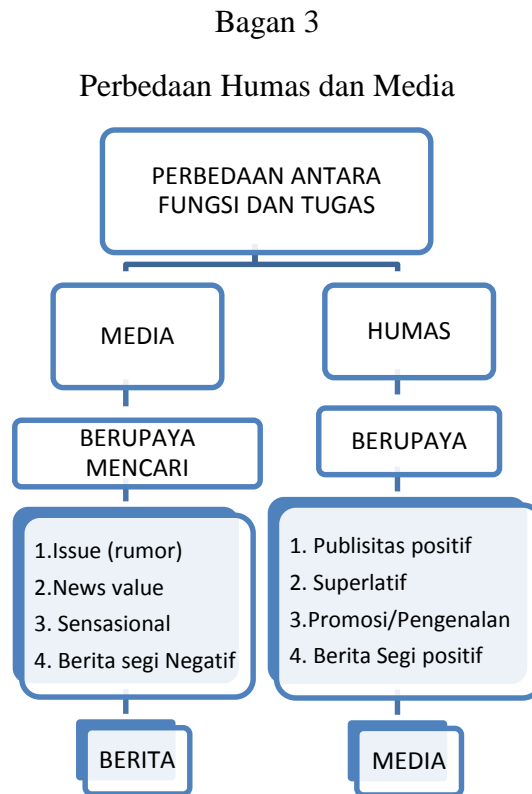 Bagan 3
Perbedaan Humas dan Media
PERBEDAAN ANTARA
FUNGSI DAN TUGAS
MEDIA
BERUPAYA
MENCARI
1.Issue (rumor)
2.News value
3. Sensasional
4. Berita segi Negatif
BERITA
HUMAS
BERUPAYA
1. Publisitas positif
2. Superlatif
3.Promosi/Pengenalan
4. Berita Segi positif
MEDIA